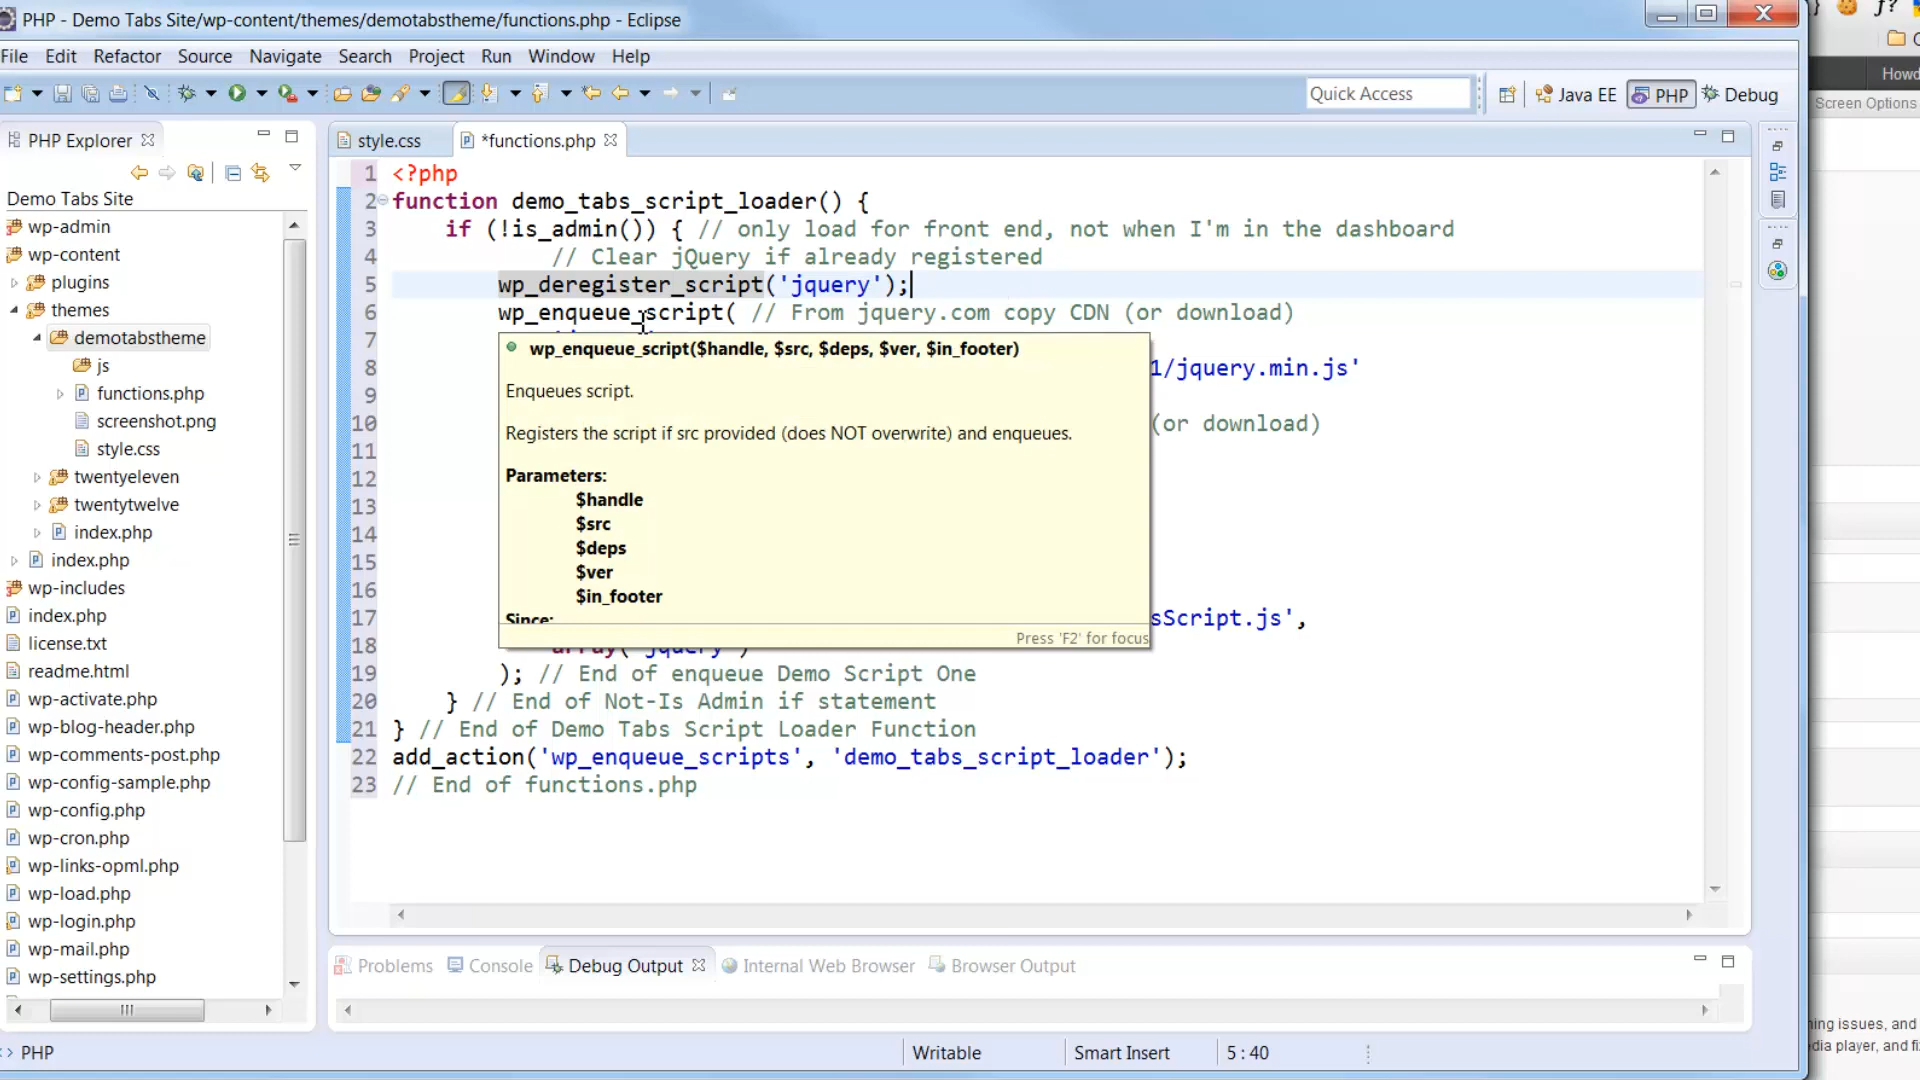 PHP - Demo Tabs Site/wp-content/themes/demotabstheme/functions.php - Eclipse
File Edit Refactor Source Navigate Search Project Run Window Help
Quick Access
Java EE
PHP
Debug
Howd
Screen Options
PHP Explorer
Demo Tabs Site
wp-admin
wp-content
plugins
themes
demotabstheme
js
functions.php
screenshot.png
style.css
twentyeleven
twentytwelve
index.php
index.php
wp-includes
index.php
license.txt
readme.html
wp-activate.php
wp-blog-header.php
wp-comments-post.php
wp-config-sample.php
wp-config.php
wp-cron.php
wp-links-opml.php
wp-load.php
wp-login.php
wp-mail.php
wp-settings.php
style.css
*functions.php
1 <?php
2 function demo_tabs_script_loader() {
3 if (!is_admin()) { // only load for front end, not when I'm in the dashboard
4 // Clear jQuery if already registered
5 wp_deregister_script('jquery');
6 wp_enqueue_script( // From jquery.com copy CDN (or download)
7
8 1/jquery.min.js'
9
10 (or download)
11
12
13
14
15
16
17 sScript.js',
18 array('jquery')
19 ); // End of enqueue Demo Script One
20 } // End of Not-Is Admin if statement
21 } // End of Demo Tabs Script Loader Function
22 add_action('wp_enqueue_scripts', 'demo_tabs_script_loader');
23 // End of functions.php
wp_enqueue_script($handle, $src, $deps, $ver, $in_footer)
Enqueues script.
Registers the script if src provided (does NOT overwrite) and enqueues.
Parameters:
$handle
$src
$deps
$ver
$in_footer
Since:
Press 'F2' for focus
Problems
Console
Debug Output
Internal Web Browser
Browser Output
PHP
Writable
Smart Insert
5 : 40
ning issues, and
dia player, and fi